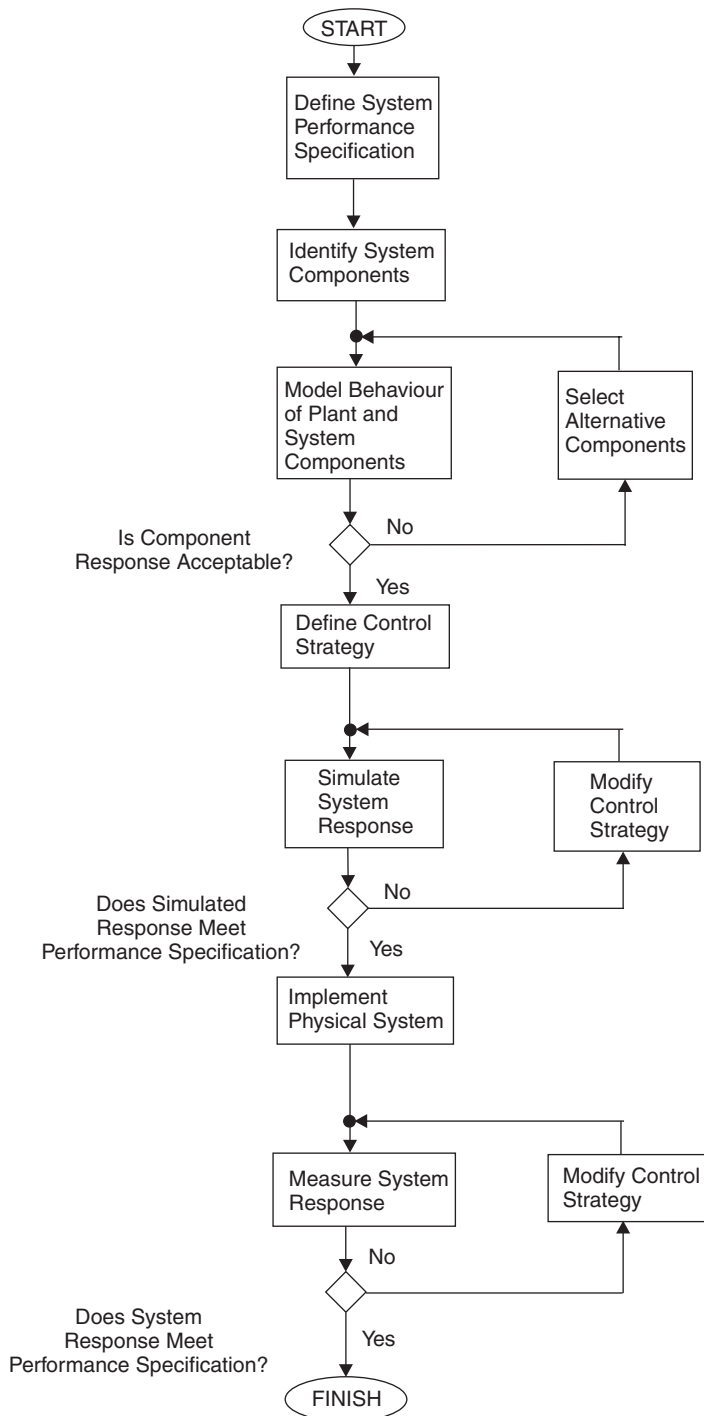 START
Define System
Performance
Specification
Identify System
Components
Model Behaviour
of Plant and
System
Components
Select
Alternative
Components
No
Is Component
Response Acceptable?
Yes
Define Control
Strategy
Simulate
System
Response
Modify
Control
Strategy
No
Does Simulated
Response Meet
Performance Specification?
Yes
Implement
Physical System
Measure System
Response
Modify Control
Strategy
No
Does System
Response Meet
Performance Specification?
Yes
FINISH